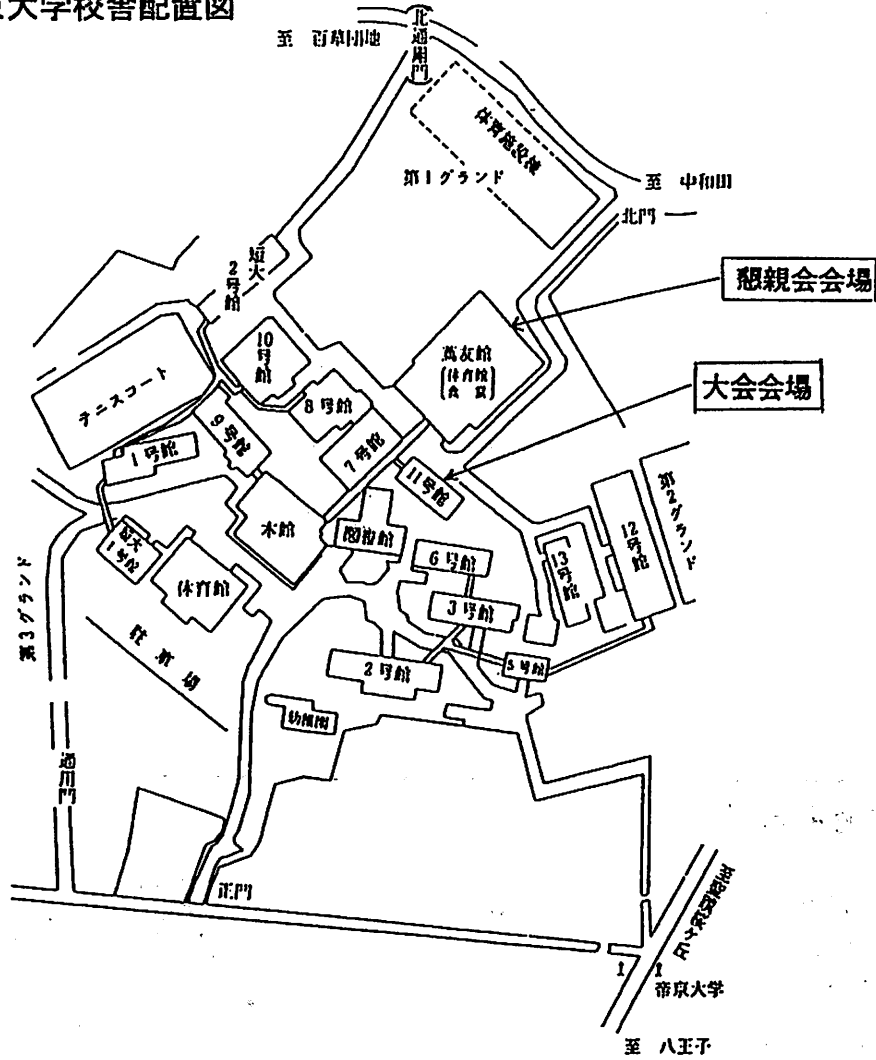 大学校舎配置図
至 百草団地
北通用門
体育施設棟
第1グランド
至 中和田
北門
懇親会会場
短大
2号館
10号館
蔦友館
(体育館
食堂)
大会会場
テニスコート
8号館
9号館
7号館
1号館
11号館
第2グランド
12号館
本館
図書館
短大
1号館
6号館
13号館
体育館
3号館
第3グランド
駐車場
2号館
5号館
幼稚園
通用門
正門
帝京大学
至 八王子